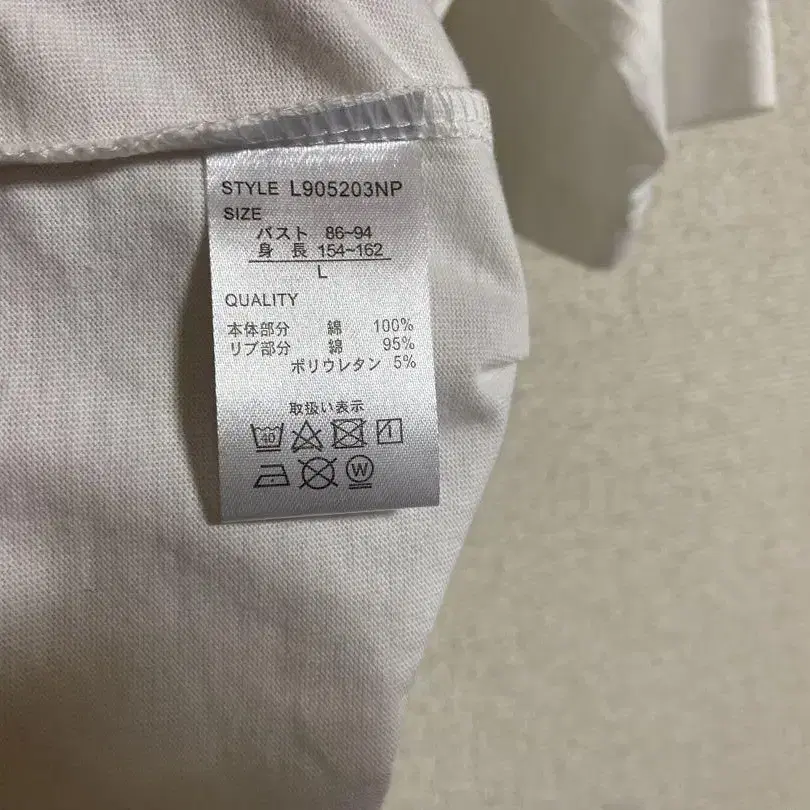 STYLE L905203NP
SIZE
バスト 86~94
身 長 154~162
L
QUALITY
本体部分 綿 100%
リブ部分 綿 95%
ポリウレタン 5%
取扱い表示
40
W